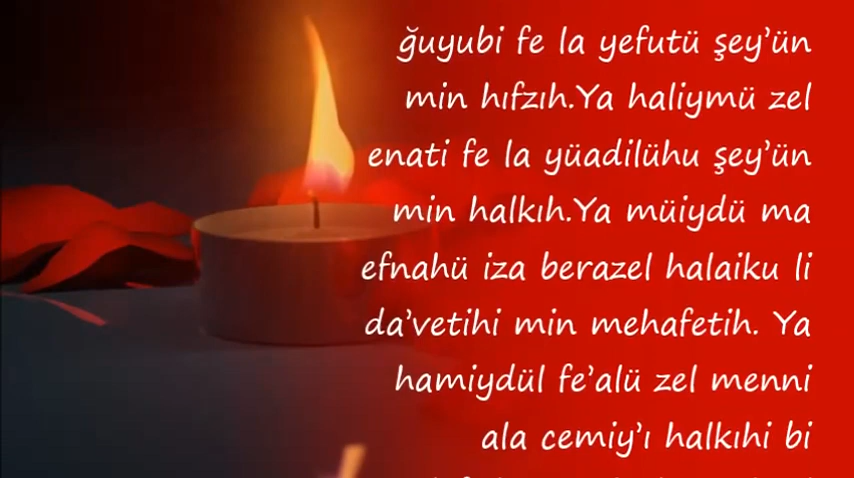 ğuyubi fe la yefutü şey'ün
min hıfzıh.Ya haliymü zel
enati fe la yüadilühu şey'ün
min halkıh.Ya müiydü ma
efnahü iza berazel halaiku li
da'vetihi min mehafetih. Ya
hamiydül fe'alü zel menni
ala cemiy'ı halkıhi bi